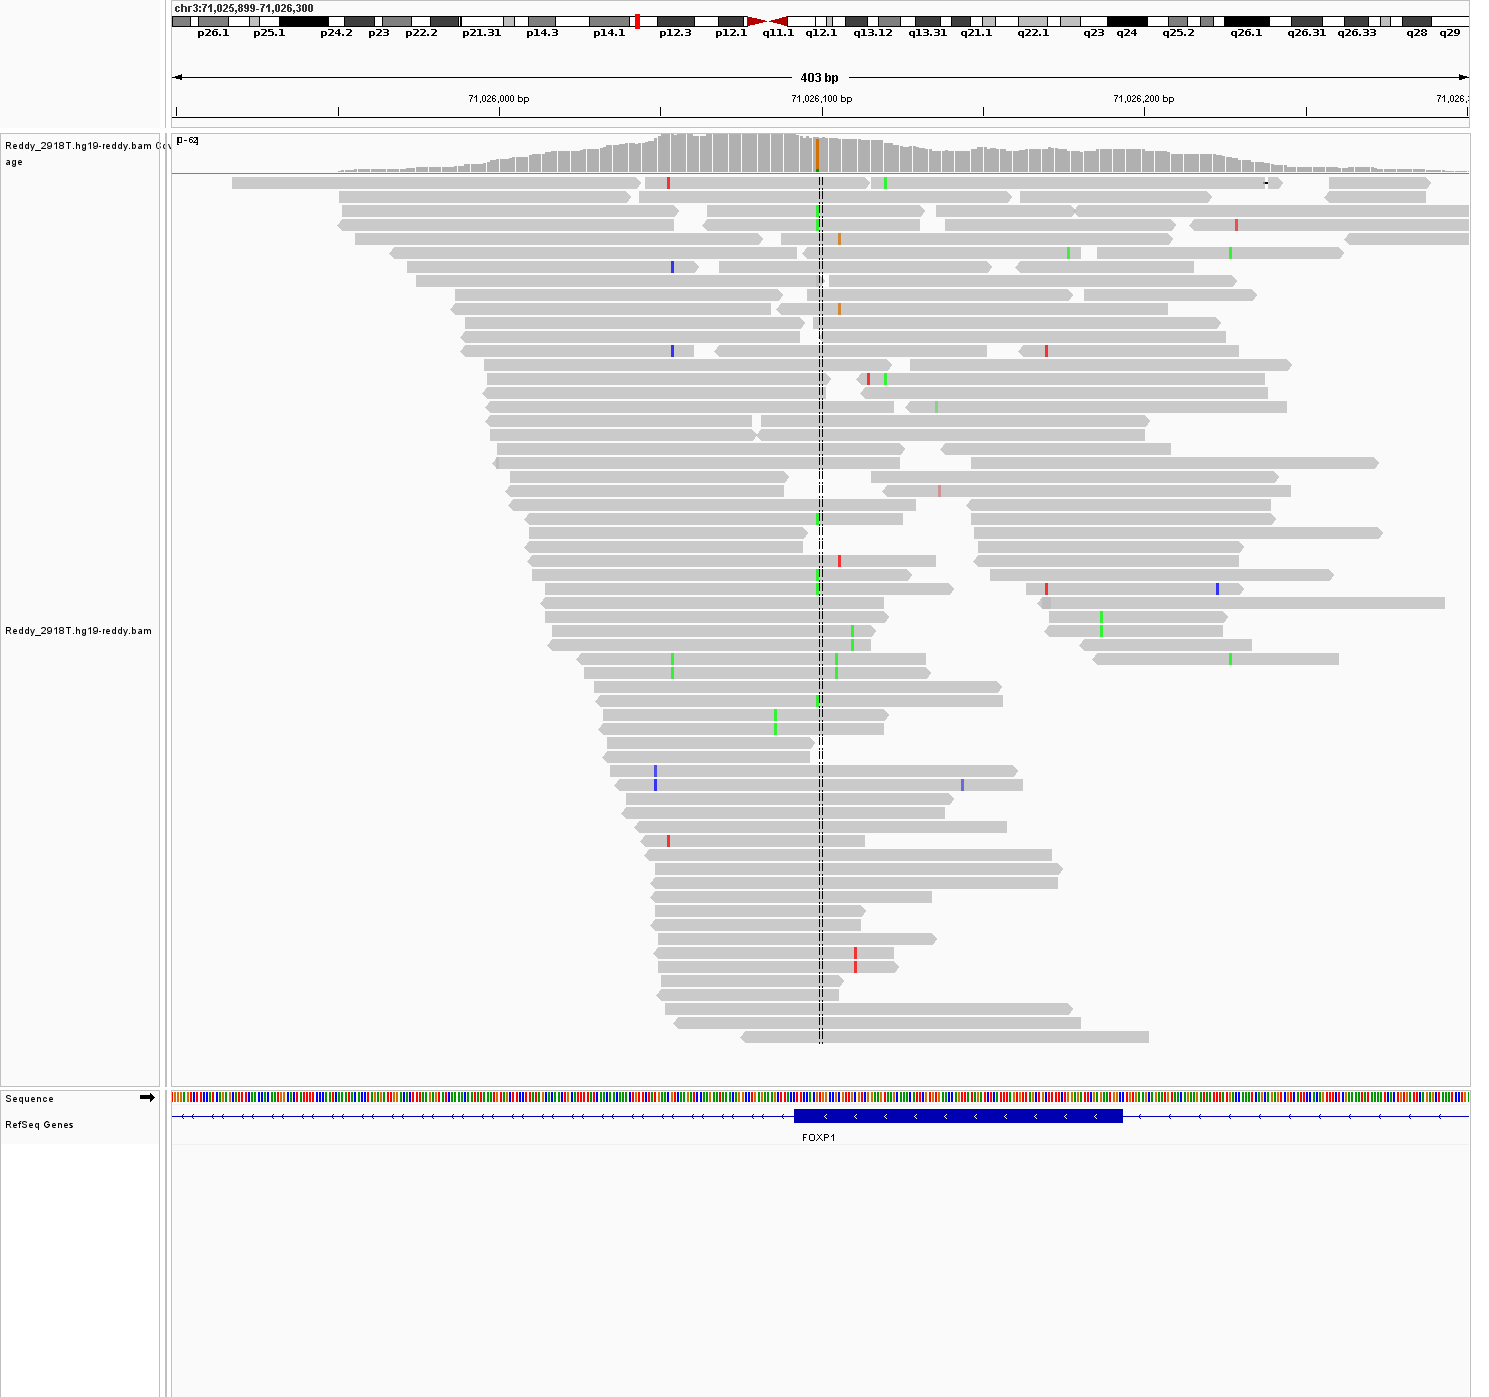 chr3:71,025,899-71,026,300
p26.1 p25.1 p24.2 p23 p22.2 p21.31 p14.3 p14.1 p12.3 p12.1 q11.1 q12.1 q13.12 q13.31 q21.1 q22.1 q23 q24 q25.2 q26.1 q26.31 q26.33 q28 q29
403 bp
71,026,000 bp 71,026,100 bp 71,026,200 bp 71,026,3
Reddy_2918T.hg19-reddy.bam Cov
age
[0-62]
Reddy_2918T.hg19-reddy.bam
Sequence
RefSeq Genes
FOXP1